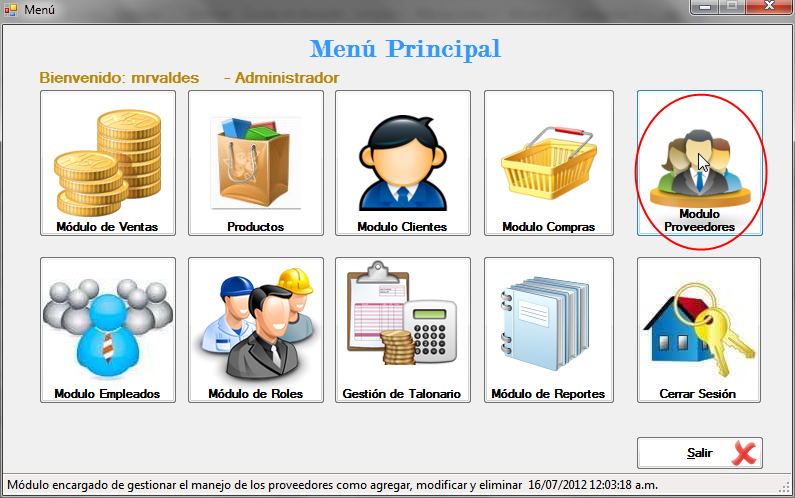 Menú
Menú Principal
Bienvenido: mrvaldes - Administrador
Módulo de Ventas
Productos
Modulo Clientes
Modulo Compras
Modulo
Proveedores
Modulo Empleados
Módulo de Roles
Gestión de Talonario
Módulo de Reportes
Cerrar Sesión
Salir
Módulo encargado de gestionar el manejo de los proveedores como agregar, modificar y eliminar 16/07/2012 12:03:18 a.m.